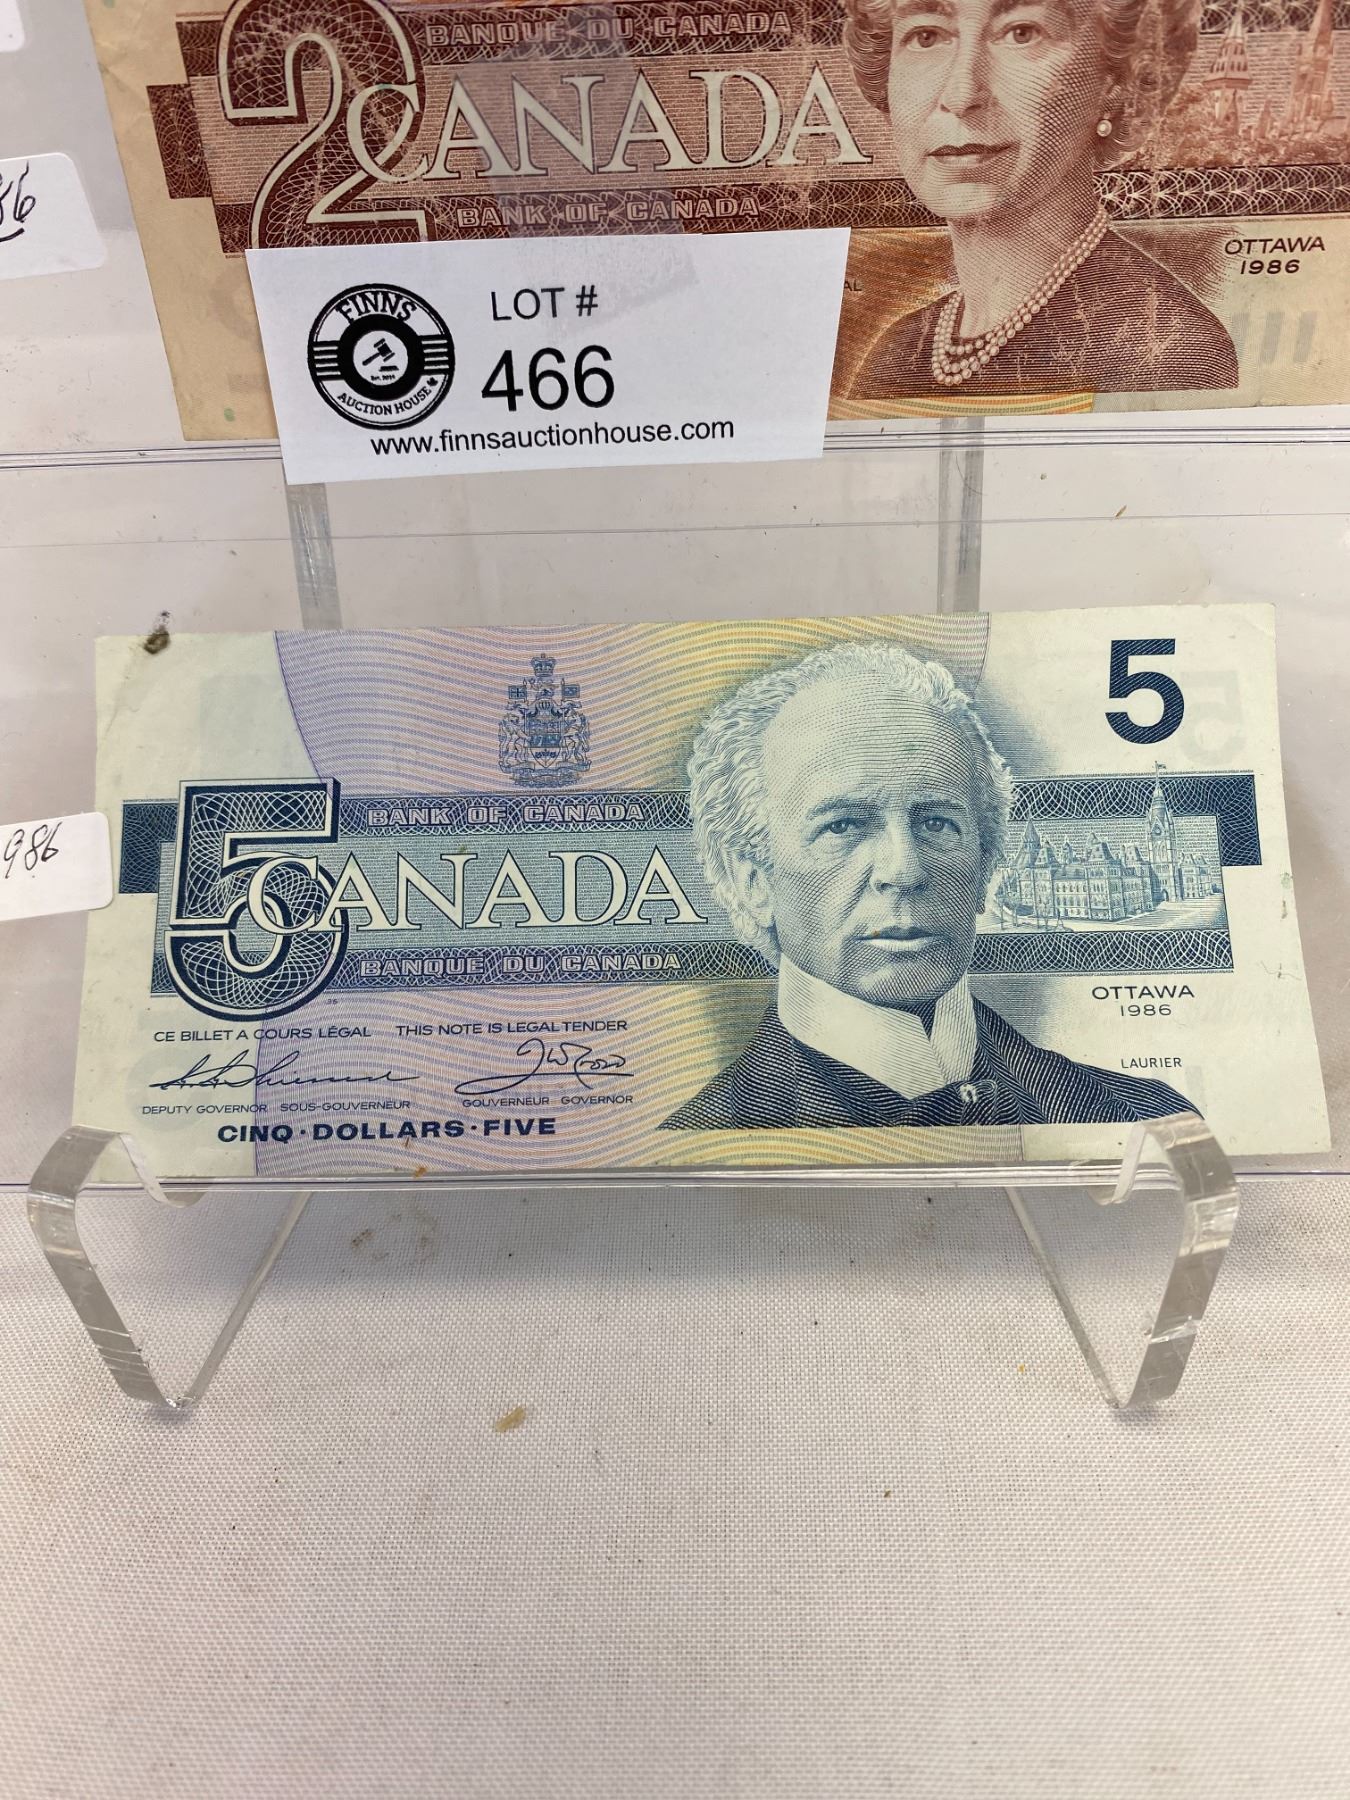 BANQUE DU CANADA
2 CANADA
BANK OF CANADA
OTTAWA
1986
FINNS
AUCTION HOUSE
LOT #
466
www.finnsauctionhouse.com
5
BANK OF CANADA
5 CANADA
BANQUE DU CANADA
986
OTTAWA
1986
CE BILLET A COURS LÉGAL THIS NOTE IS LEGAL TENDER
LAURIER
DEPUTY GOVERNOR SOUS-GOUVERNEUR GOUVERNEUR GOVERNOR
CINQ·DOLLARS·FIVE